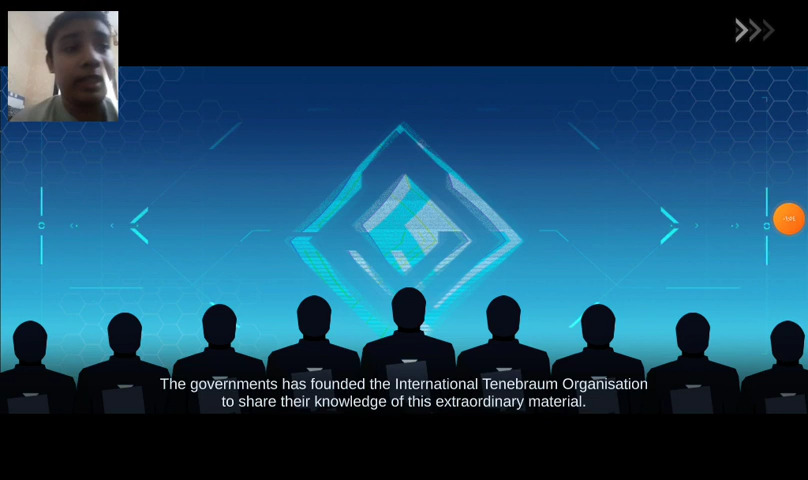 The governments has founded the International Tenebraum Organisation
to share their knowledge of this extraordinary material.